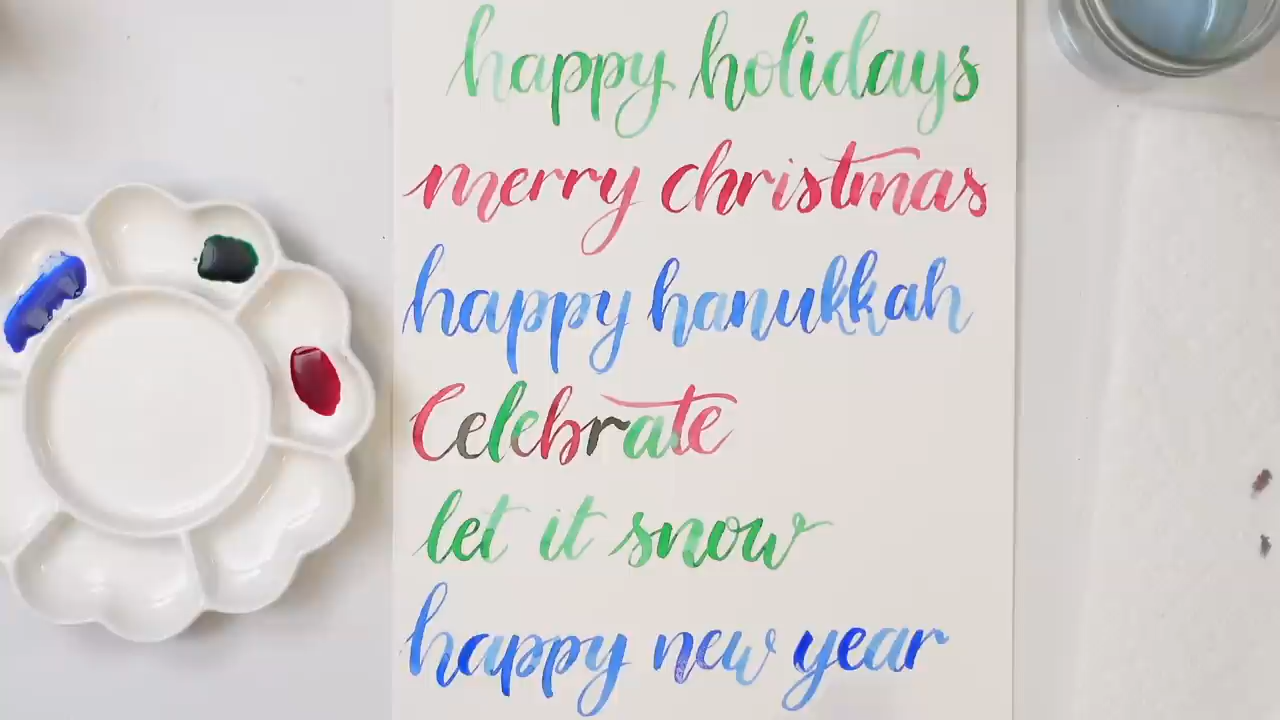 happy holidays
merry christmas
happy hanukkah
Celebrate
let it snow
happy new year